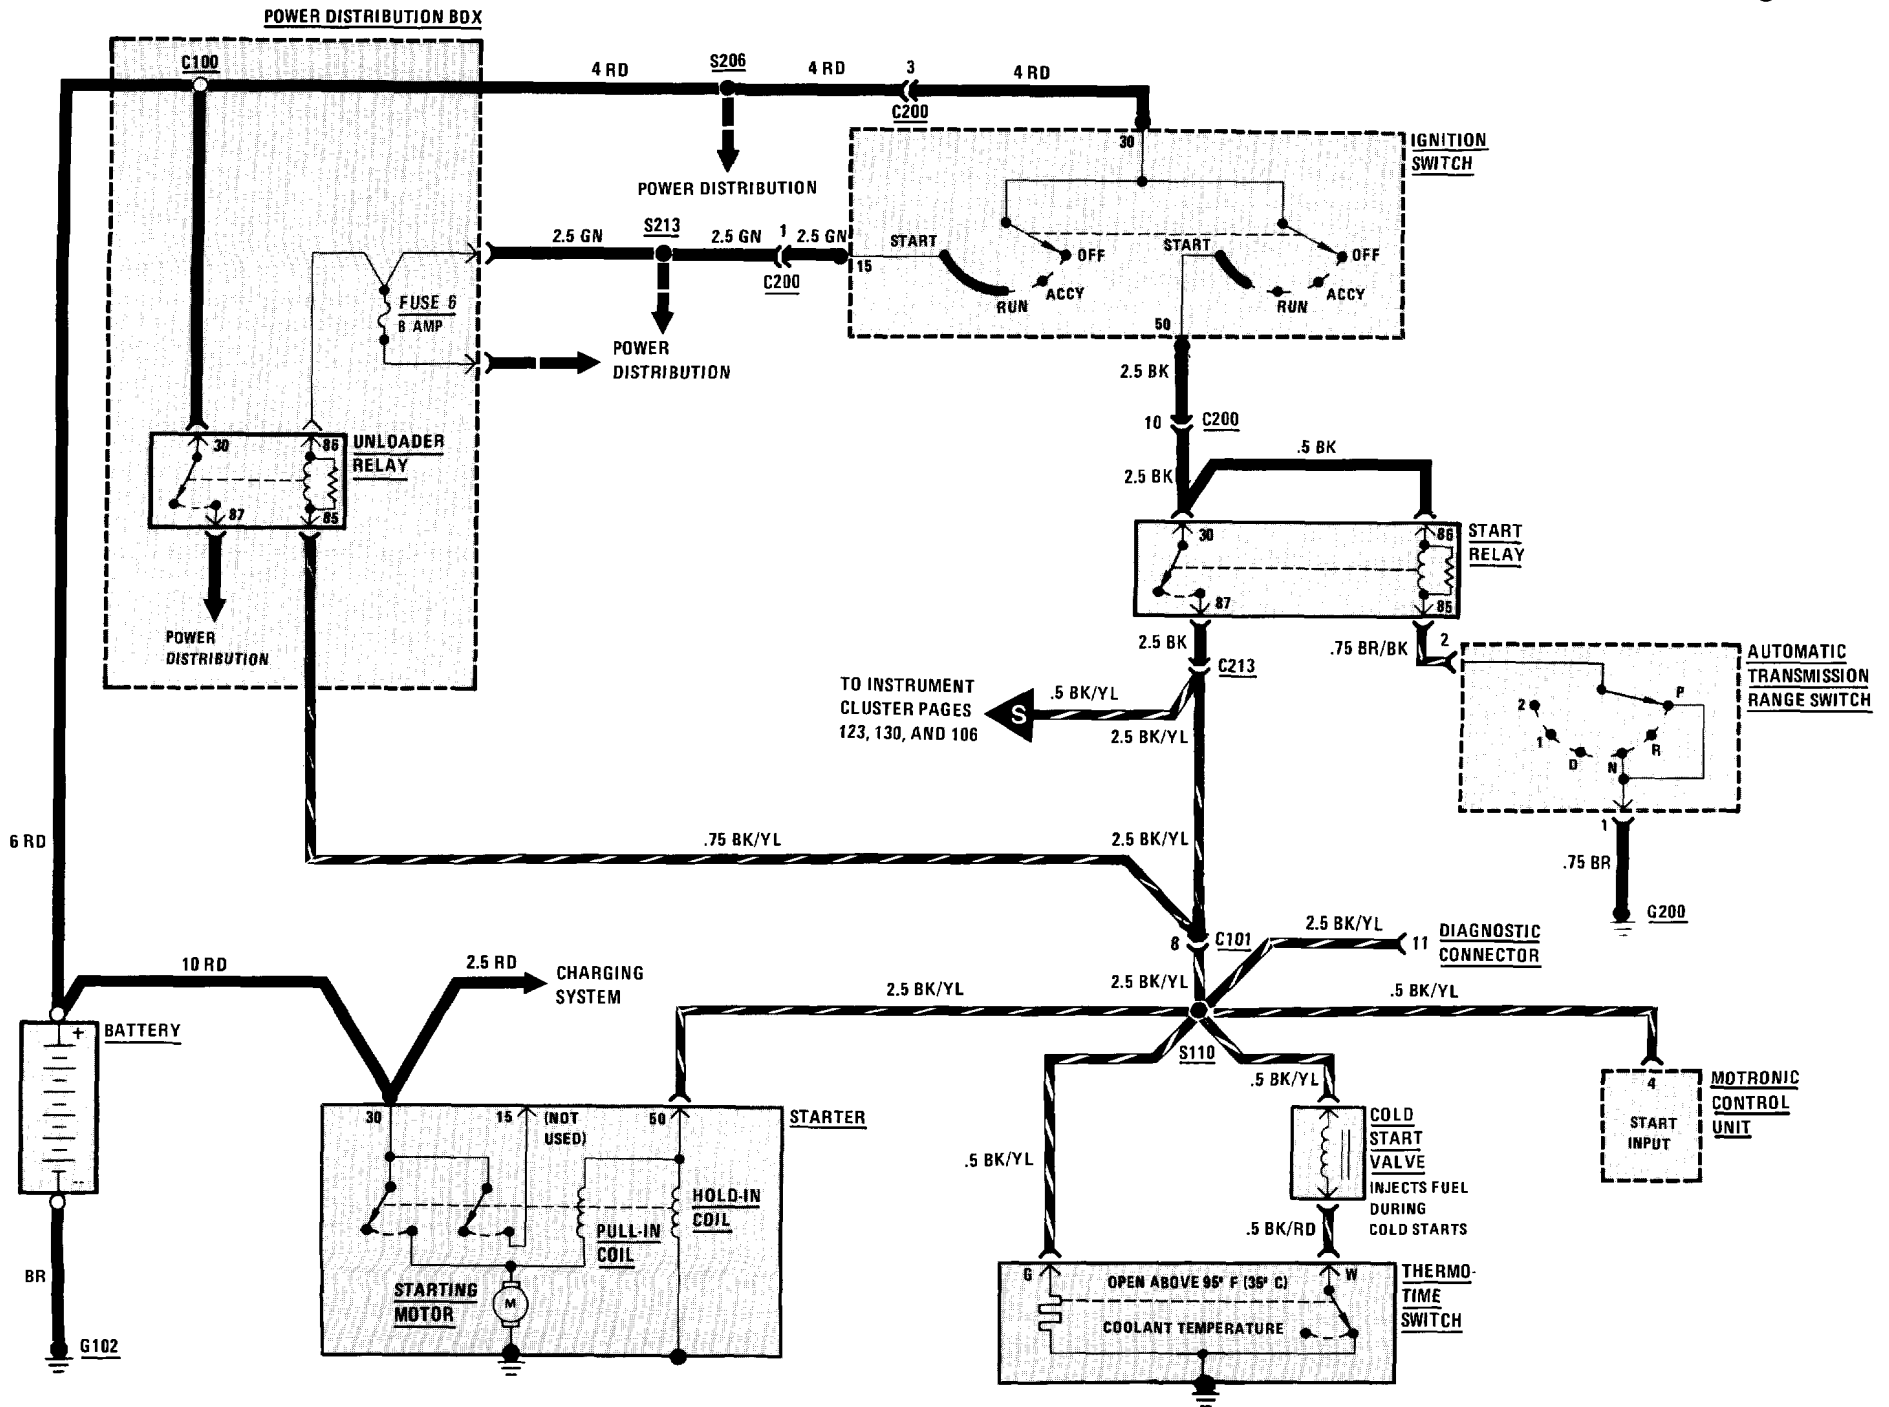 POWER DISTRIBUTION BOX
C100
4 RD
S206
4 RD
3
4 RD
C200
POWER DISTRIBUTION
30
IGNITION
SWITCH
2.5 GN
S213
2.5 GN
1
2.5 GN
C200
15
START
OFF
ACCY
RUN
START
OFF
ACCY
RUN
50
FUSE 6
8 AMP
POWER
DISTRIBUTION
2.5 BK
10
C200
2.5 BK
.5 BK
30
86
UNLOADER
RELAY
87
85
30
86
START
RELAY
87
85
POWER
DISTRIBUTION
2.5 BK
C213
.75 BR/BK
2
AUTOMATIC
TRANSMISSION
RANGE SWITCH
P
R
N
D
1
2
TO INSTRUMENT
CLUSTER PAGES
123, 130, AND 106
S
.5 BK/YL
2.5 BK/YL
1
.75 BR
G200
6 RD
.75 BK/YL
2.5 BK/YL
8
C101
2.5 BK/YL
11
DIAGNOSTIC
CONNECTOR
10 RD
2.5 RD
CHARGING
SYSTEM
2.5 BK/YL
2.5 BK/YL
.5 BK/YL
S110
+
-
BATTERY
30
15
(NOT
USED)
50
STARTER
.5 BK/YL
4
START
INPUT
MOTRONIC
CONTROL
UNIT
COLD
START
VALVE
INJECTS FUEL
DURING
COLD STARTS
.5 BK/YL
HOLD-IN
COIL
PULL-IN
COIL
STARTING
MOTOR
M
.5 BK/RD
BR
G102
G
W
OPEN ABOVE 95° F (35° C)
COOLANT TEMPERATURE
THERMO-
TIME
SWITCH